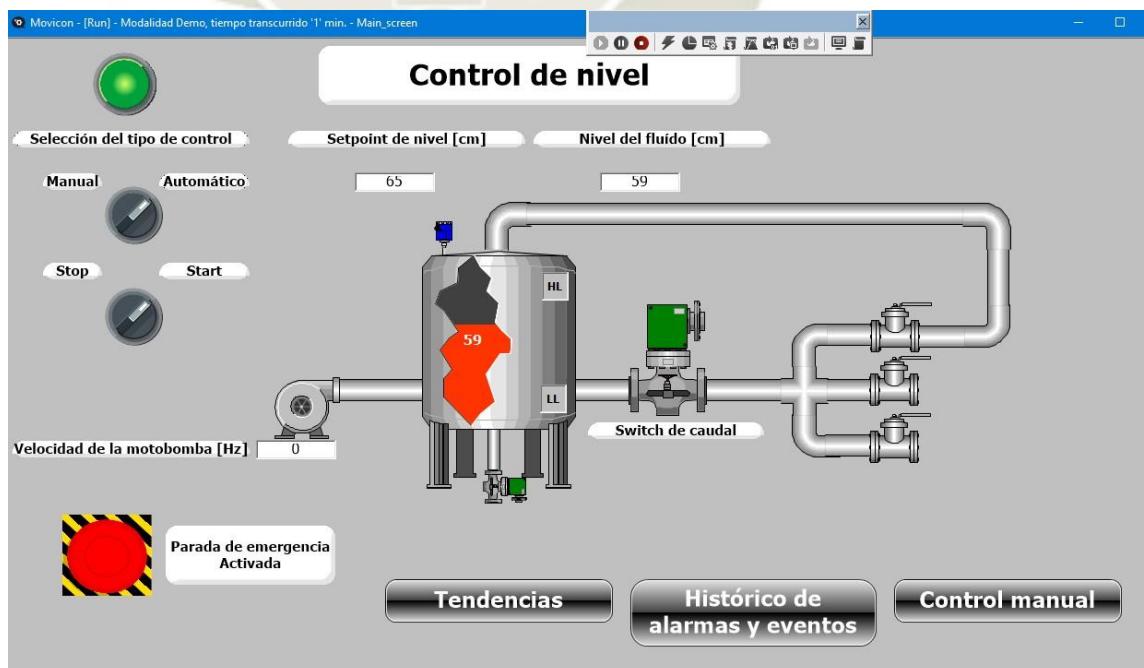 Movicon - [Run] - Modalidad Demo, tiempo transcurrido '1' min. - Main_screen
Control de nivel
Selección del tipo de control
Setpoint de nivel [cm]
Nivel del fluído [cm]
Manual
Automático
65
59
Stop
Start
HL
59
LL
Switch de caudal
Velocidad de la motobomba [Hz]
0
Parada de emergencia
Activada
Tendencias
Histórico de
alarmas y eventos
Control manual